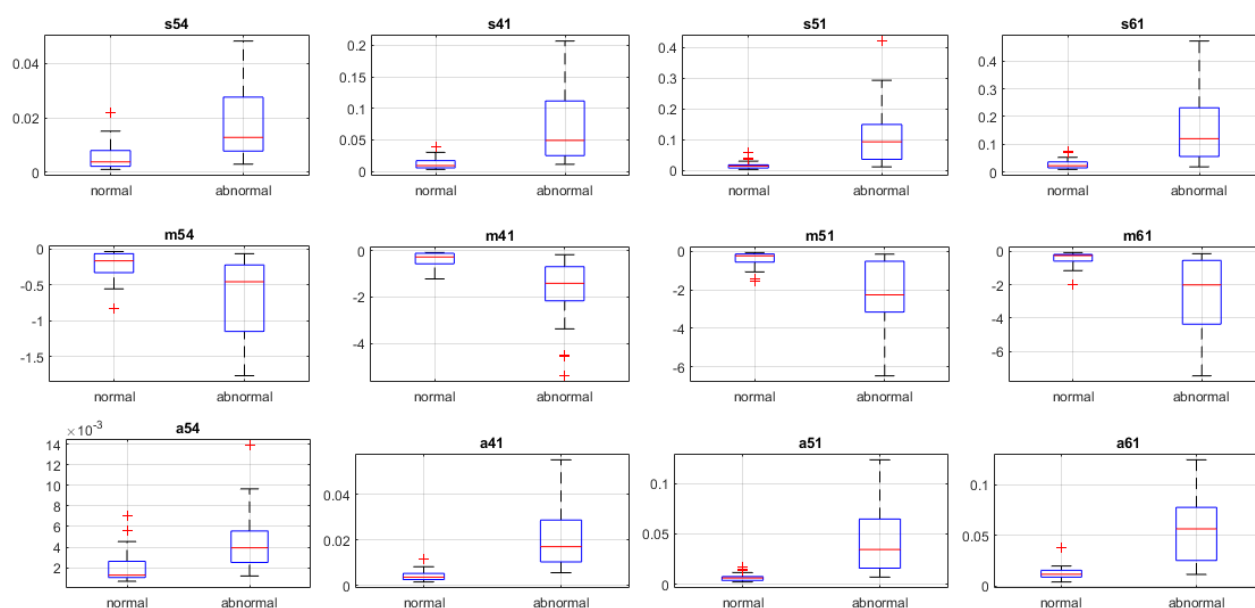 s54 s41 s51 s61
0.04 0.02 0
0.2 0.15 0.1 0.05 0
0.4 0.3 0.2 0.1 0
0.4 0.3 0.2 0.1 0
normal abnormal normal abnormal normal abnormal normal abnormal
m54 m41 m51 m61
0 -0.5 -1 -1.5
0 -2 -4
0 -2 -4 -6
0 -2 -4 -6
normal abnormal normal abnormal normal abnormal normal abnormal
a54 a41 a51 a61
×10⁻³
14 12 10 8 6 4 2
0.04 0.02 0
0.1 0.05 0
0.1 0.05 0
normal abnormal normal abnormal normal abnormal normal abnormal